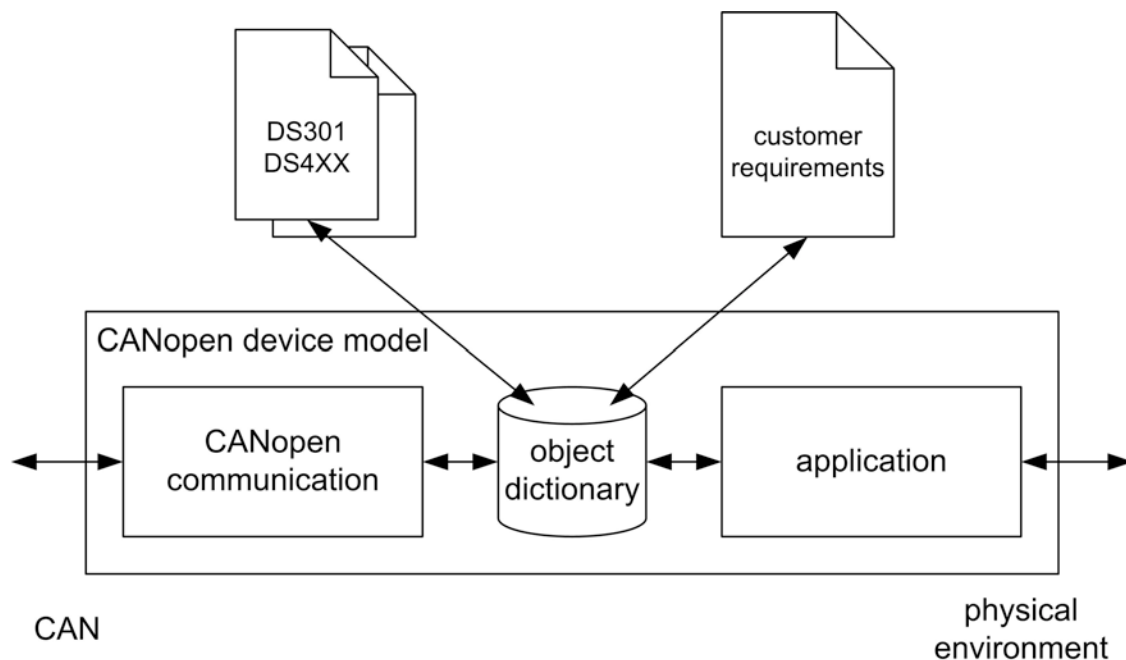 DS301
DS4XX
customer
requirements
CANopen device model
CANopen
communication
object
dictionary
application
CAN
physical
environment